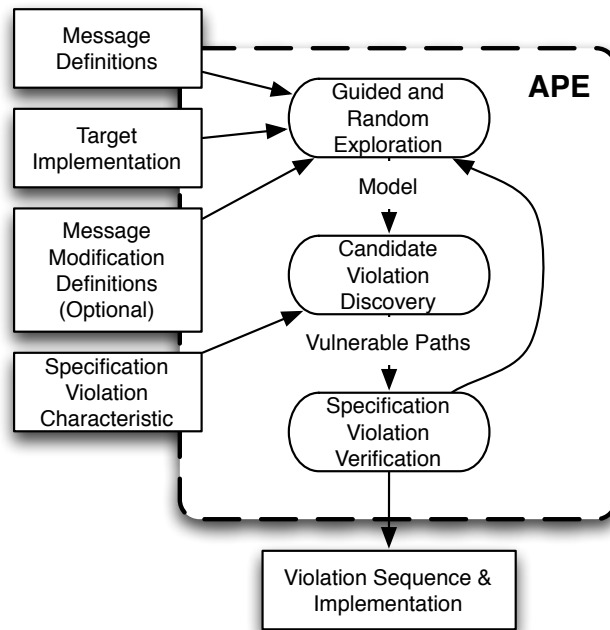 Message
Definitions
Target
Implementation
Message
Modification
Definitions
(Optional)
Specification
Violation
Characteristic
APE
Guided and
Random
Exploration
Model
Candidate
Violation
Discovery
Vulnerable Paths
Specification
Violation
Verification
Violation Sequence &
Implementation